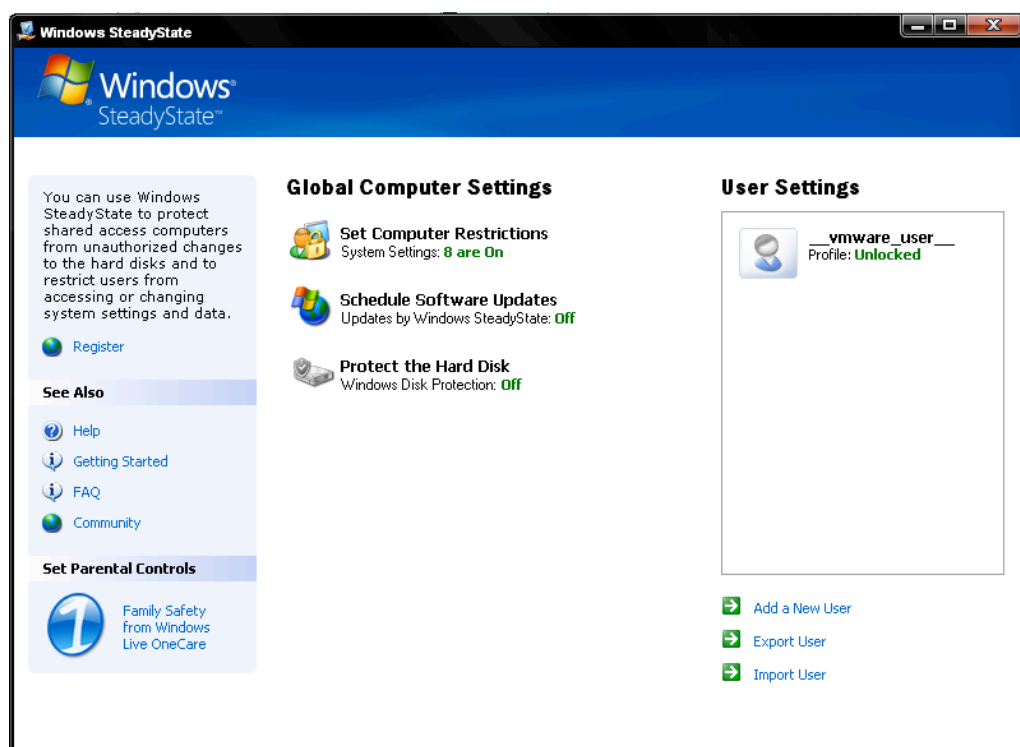 Windows SteadyState
Windows®
SteadyState™
You can use Windows
SteadyState to protect
shared access computers
from unauthorized changes
to the hard disks and to
restrict users from
accessing or changing
system settings and data.
Register
See Also
Help
Getting Started
FAQ
Community
Set Parental Controls
Family Safety
from Windows
Live OneCare
Global Computer Settings
Set Computer Restrictions
System Settings: 8 are On
Schedule Software Updates
Updates by Windows SteadyState: Off
Protect the Hard Disk
Windows Disk Protection: Off
User Settings
__vmware_user__
Profile: Unlocked
Add a New User
Export User
Import User